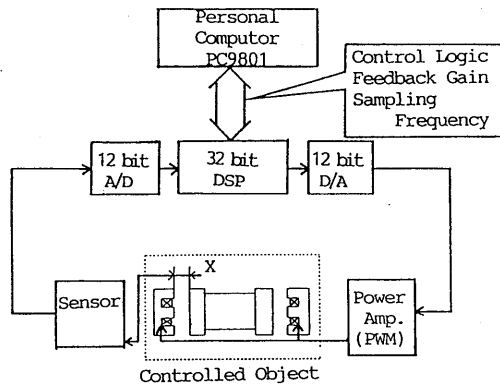 Personal
Computor
PC9801
Control Logic
Feedback Gain
Sampling
Frequency
12 bit
A/D
32 bit
DSP
12 bit
D/A
X
Sensor
Power
Amp.
(PWM)
Controlled Object